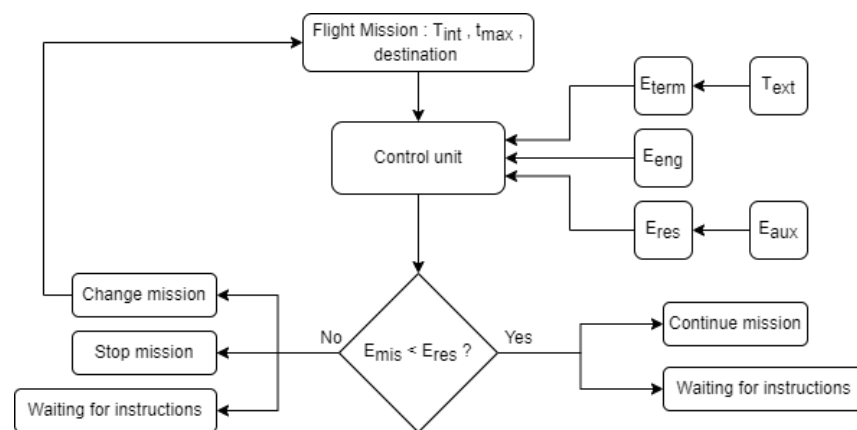 Flight Mission : Tint , tmax ,
destination
Eterm
Text
Control unit
Eeng
Eres
Eaux
Change mission
No
Emis < Eres ?
Yes
Continue mission
Stop mission
Waiting for instructions
Waiting for instructions